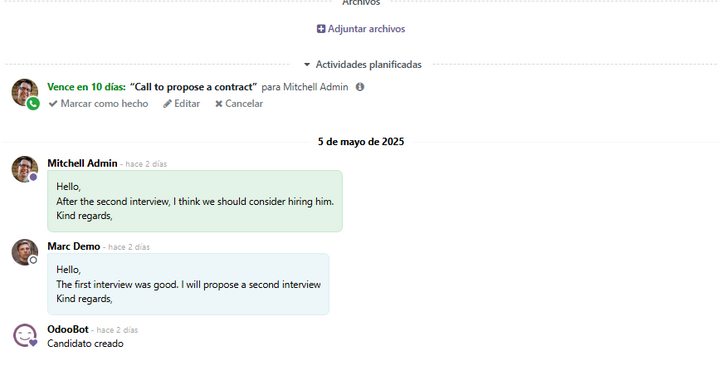 Archivos
Adjuntar archivos
Actividades planificadas
Vence en 10 días: “Call to propose a contract” para Mitchell Admin
Marcar como hecho Editar Cancelar
5 de mayo de 2025
Mitchell Admin - hace 2 días
Hello,
After the second interview, I think we should consider hiring him.
Kind regards,
Marc Demo - hace 2 días
Hello,
The first interview was good. I will propose a second interview
Kind regards,
OdooBot - hace 2 días
Candidato creado